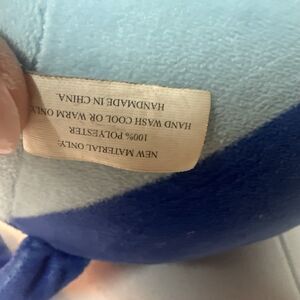 NEW MATERIAL ONLY:
100% POLYESTER
HAND WASH COOL OR WARM ONLY
HANDMADE IN CHINA.